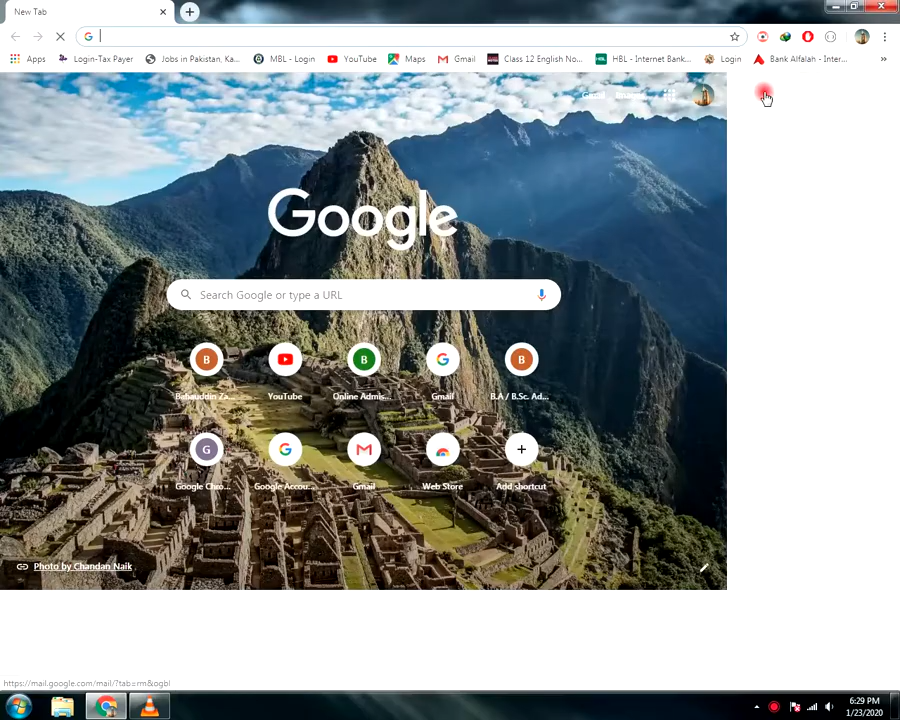 New Tab
Apps Login-Tax Payer Jobs in Pakistan, Ka... MBL - Login YouTube Maps Gmail Class 12 English No... HBL - Internet Bank... Login Bank Alfalah - Inter... »
Google
Search Google or type a URL
B B B
Bahauddin Za... YouTube Online Admis... Gmail B.A / B.Sc. Ad...
G
Google Chro... Google Accou... Gmail Web Store Add shortcut
Photo by Chandan Naik
https://mail.google.com/mail/?tab=rm&ogbl
6:29 PM
1/23/2020